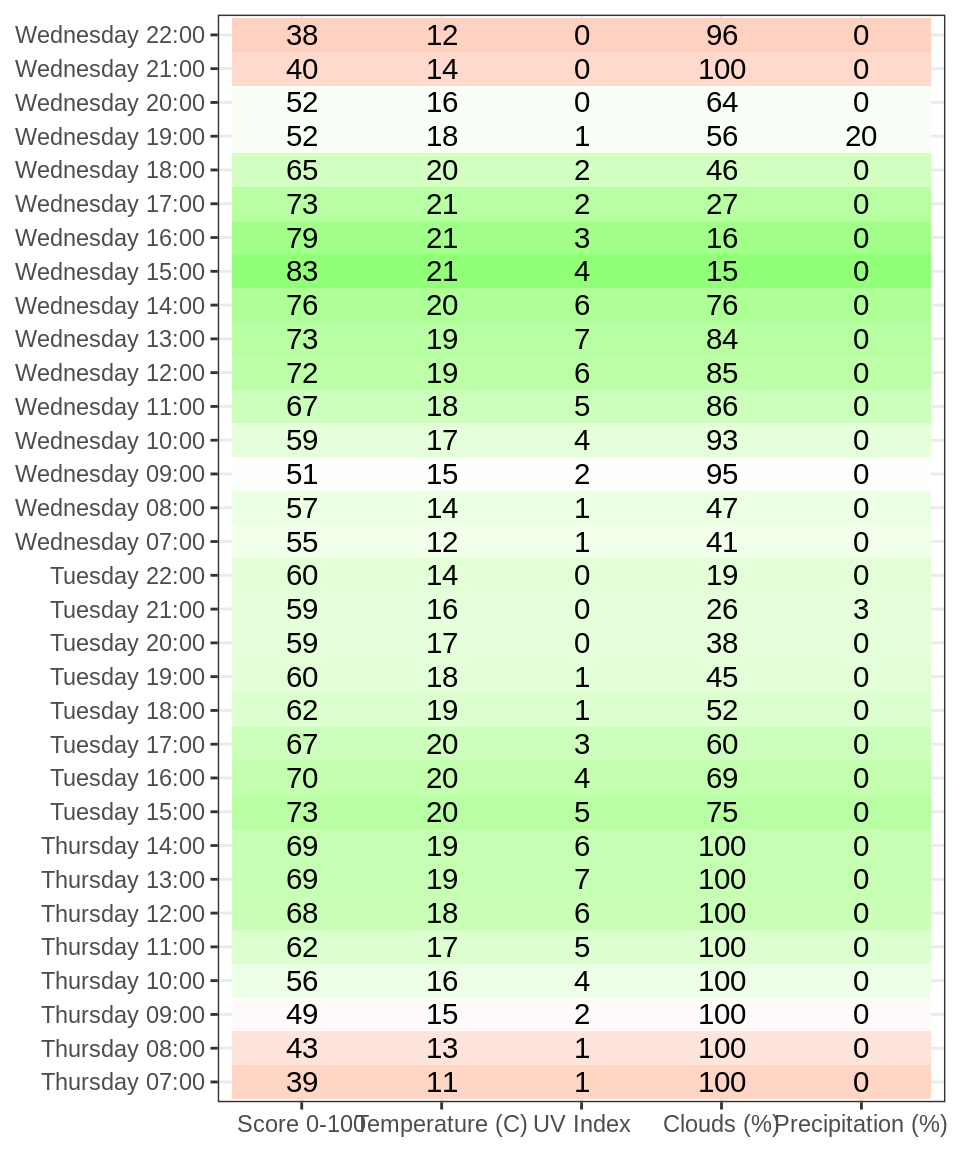 Wednesday 22:00 38 12 0 96 0
Wednesday 21:00 40 14 0 100 0
Wednesday 20:00 52 16 0 64 0
Wednesday 19:00 52 18 1 56 20
Wednesday 18:00 65 20 2 46 0
Wednesday 17:00 73 21 2 27 0
Wednesday 16:00 79 21 3 16 0
Wednesday 15:00 83 21 4 15 0
Wednesday 14:00 76 20 6 76 0
Wednesday 13:00 73 19 7 84 0
Wednesday 12:00 72 19 6 85 0
Wednesday 11:00 67 18 5 86 0
Wednesday 10:00 59 17 4 93 0
Wednesday 09:00 51 15 2 95 0
Wednesday 08:00 57 14 1 47 0
Wednesday 07:00 55 12 1 41 0
Tuesday 22:00 60 14 0 19 0
Tuesday 21:00 59 16 0 26 3
Tuesday 20:00 59 17 0 38 0
Tuesday 19:00 60 18 1 45 0
Tuesday 18:00 62 19 1 52 0
Tuesday 17:00 67 20 3 60 0
Tuesday 16:00 70 20 4 69 0
Tuesday 15:00 73 20 5 75 0
Thursday 14:00 69 19 6 100 0
Thursday 13:00 69 19 7 100 0
Thursday 12:00 68 18 6 100 0
Thursday 11:00 62 17 5 100 0
Thursday 10:00 56 16 4 100 0
Thursday 09:00 49 15 2 100 0
Thursday 08:00 43 13 1 100 0
Thursday 07:00 39 11 1 100 0
Score 0-100 Temperature (C) UV Index Clouds (%) Precipitation (%)